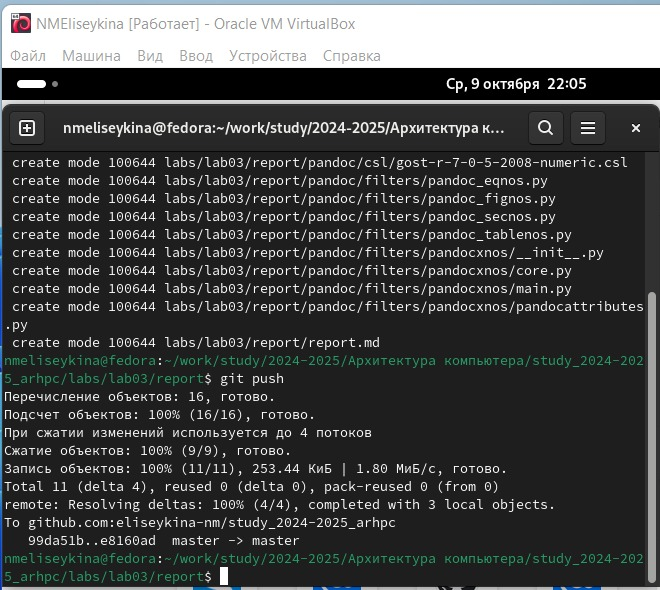 NMEliseykina [Работает] - Oracle VM VirtualBox
Файл Машина Вид Ввод Устройства Справка
Ср, 9 октября 22:05
nmeliseykina@fedora:~/work/study/2024-2025/Архитектура к...
create mode 100644 labs/lab03/report/pandoc/csl/gost-r-7-0-5-2008-numeric.csl
create mode 100644 labs/lab03/report/pandoc/filters/pandoc_eqnos.py
create mode 100644 labs/lab03/report/pandoc/filters/pandoc_fignos.py
create mode 100644 labs/lab03/report/pandoc/filters/pandoc_secnos.py
create mode 100644 labs/lab03/report/pandoc/filters/pandoc_tablenos.py
create mode 100644 labs/lab03/report/pandoc/filters/pandocxnos/__init__.py
create mode 100644 labs/lab03/report/pandoc/filters/pandocxnos/core.py
create mode 100644 labs/lab03/report/pandoc/filters/pandocxnos/main.py
create mode 100644 labs/lab03/report/pandoc/filters/pandocxnos/pandocattributes
.py
create mode 100644 labs/lab03/report/report.md
nmeliseykina@fedora:~/work/study/2024-2025/Архитектура компьютера/study_2024-202
5_arhpc/labs/lab03/report$ git push
Перечисление объектов: 16, готово.
Подсчет объектов: 100% (16/16), готово.
При сжатии изменений используется до 4 потоков
Сжатие объектов: 100% (9/9), готово.
Запись объектов: 100% (11/11), 253.44 КиБ | 1.80 МиБ/с, готово.
Total 11 (delta 4), reused 0 (delta 0), pack-reused 0 (from 0)
remote: Resolving deltas: 100% (4/4), completed with 3 local objects.
To github.com:eliseykina-nm/study_2024-2025_arhpc
99da51b..e8160ad master -> master
nmeliseykina@fedora:~/work/study/2024-2025/Архитектура компьютера/study_2024-202
5_arhpc/labs/lab03/report$